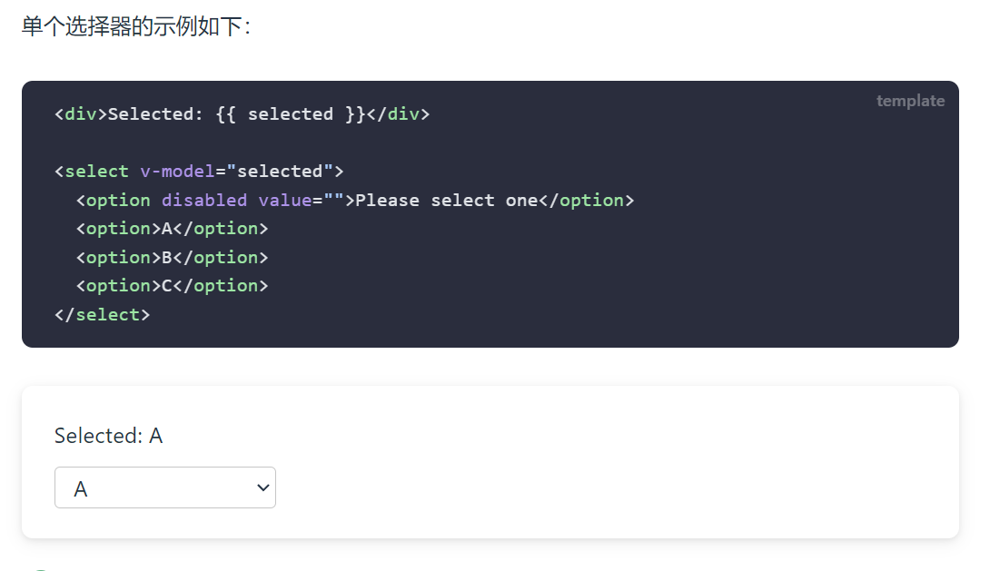 单个选择器的示例如下：
template
<div>Selected: {{ selected }}</div>
<select v-model="selected">
  <option disabled value="">Please select one</option>
  <option>A</option>
  <option>B</option>
  <option>C</option>
</select>
Selected: A
A